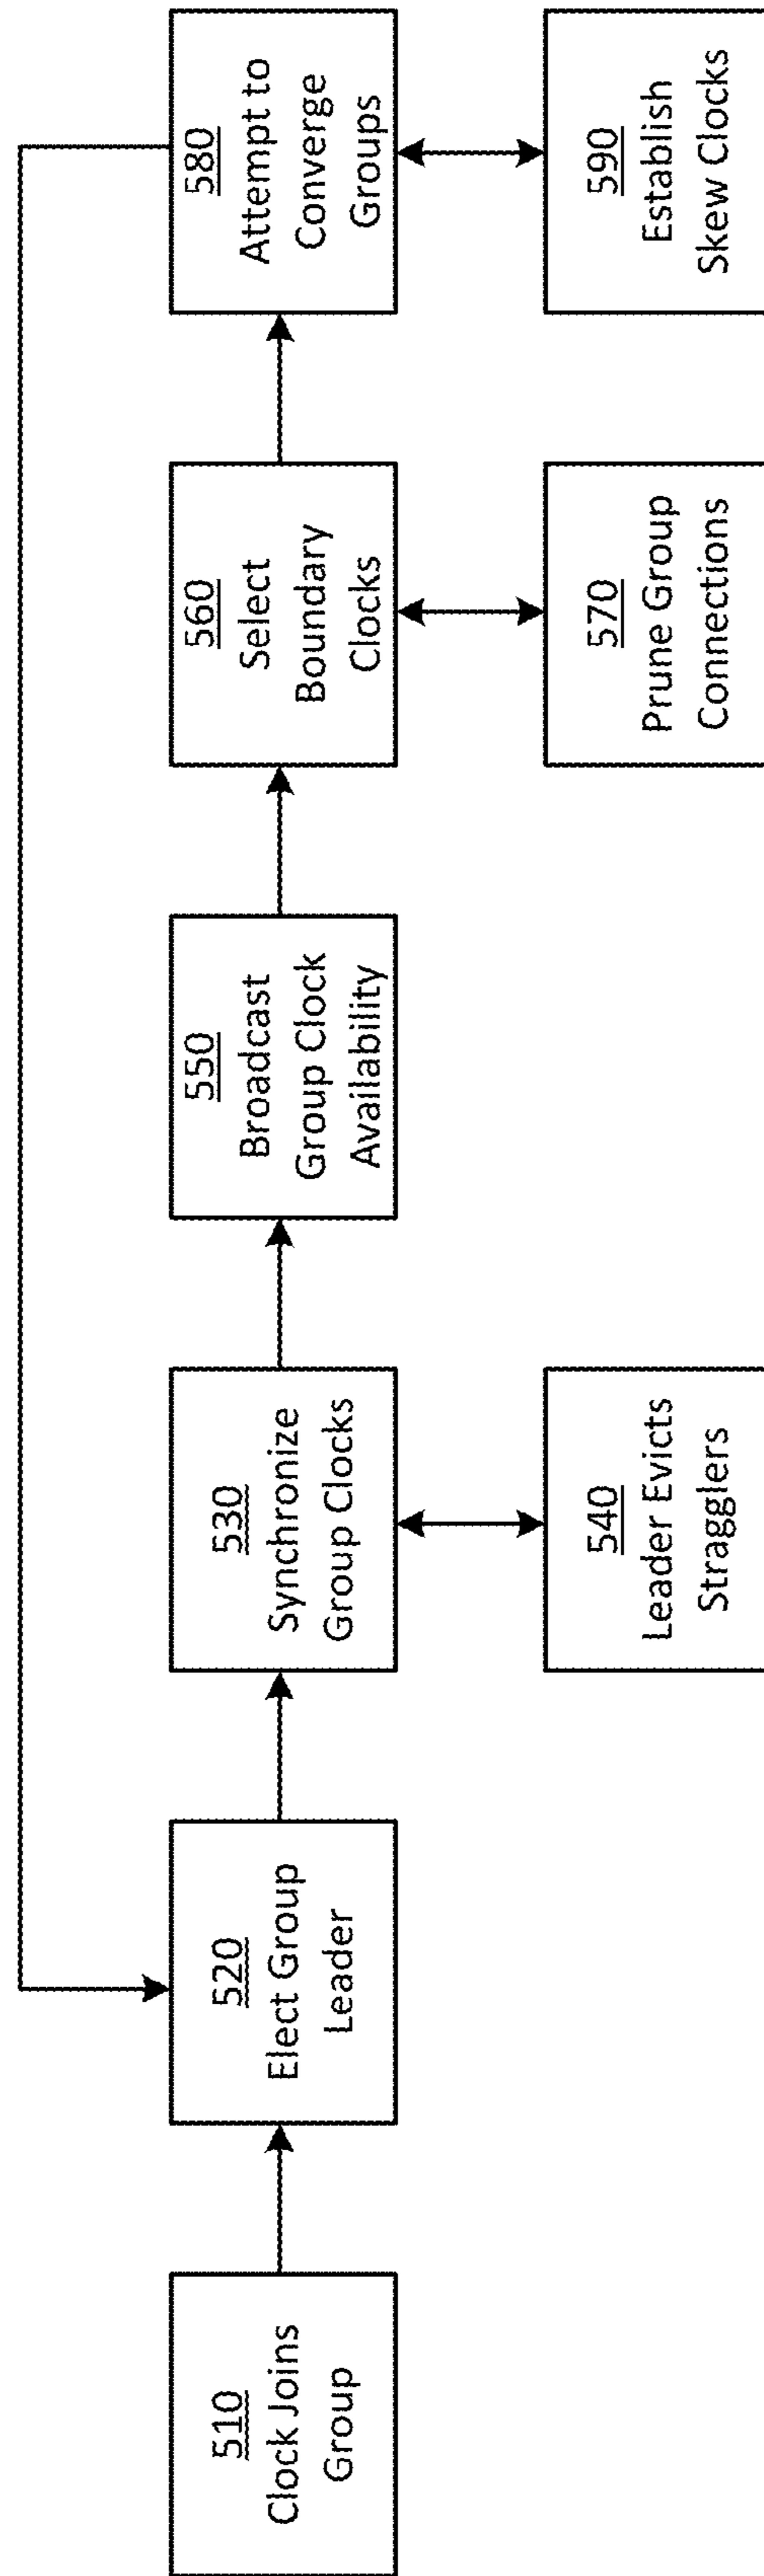 510
Clock Joins
Group
520
Elect Group
Leader
530
Synchronize
Group Clocks
540
Leader Evicts
Stragglers
550
Broadcast
Group Clock
Availability
560
Select
Boundary
Clocks
570
Prune Group
Connections
580
Attempt to
Converge
Groups
590
Establish
Skew Clocks